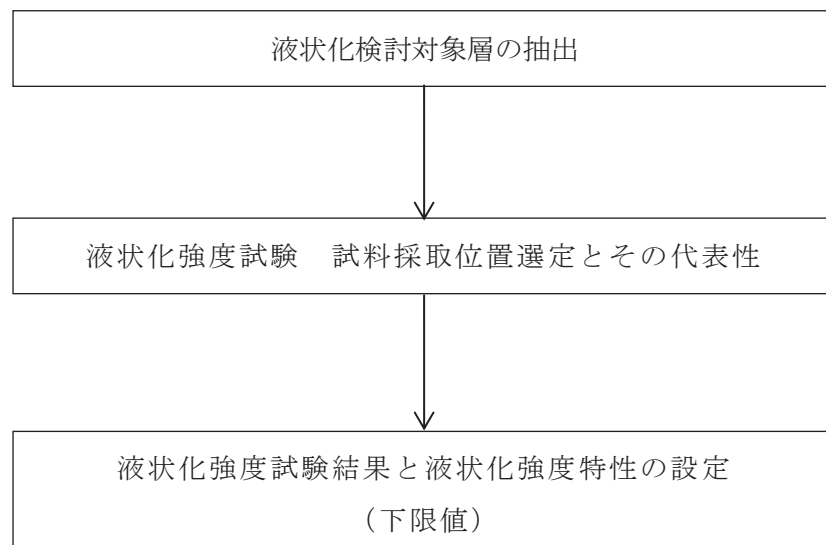 液状化検討対象層の抽出
液状化強度試験　試料採取位置選定とその代表性
液状化強度試験結果と液状化強度特性の設定
（下限値）